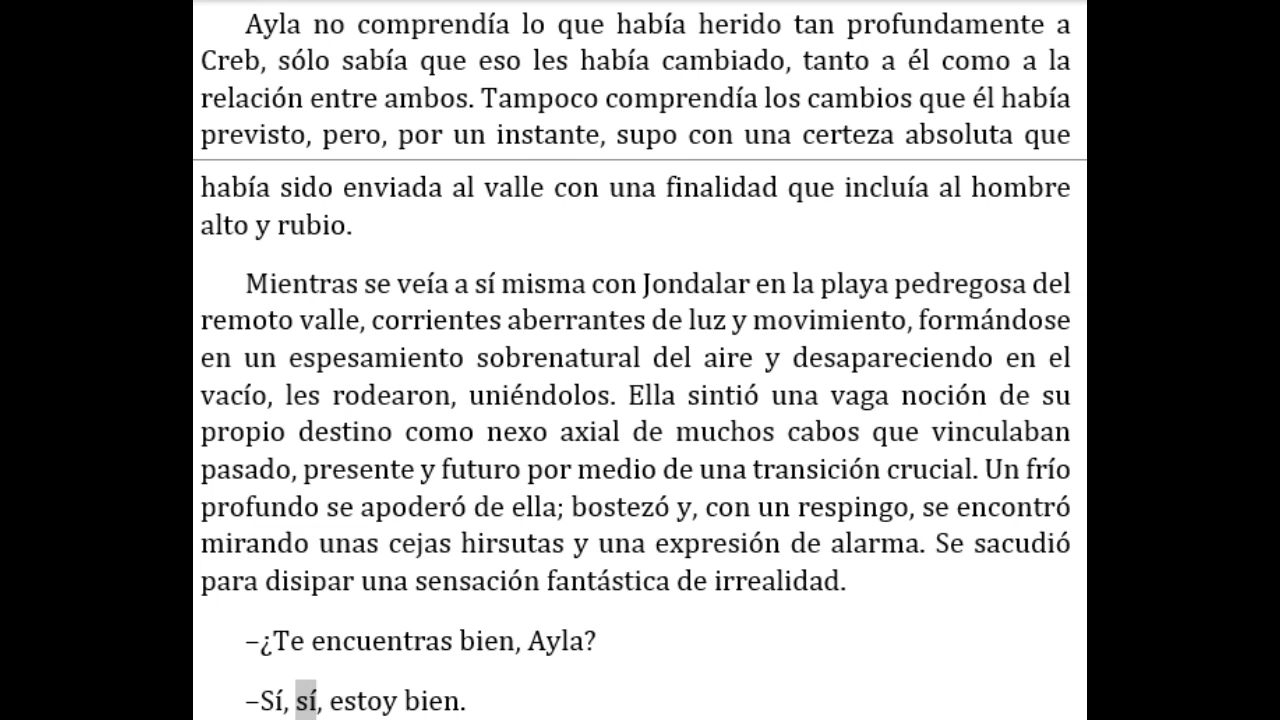 Ayla no comprendía lo que había herido tan profundamente a
Creb, sólo sabía que eso les había cambiado, tanto a él como a la
relación entre ambos. Tampoco comprendía los cambios que él había
previsto, pero, por un instante, supo con una certeza absoluta que
había sido enviada al valle con una finalidad que incluía al hombre
alto y rubio.
Mientras se veía a sí misma con Jondalar en la playa pedregosa del
remoto valle, corrientes aberrantes de luz y movimiento, formándose
en un espesamiento sobrenatural del aire y desapareciendo en el
vacío, les rodearon, uniéndolos. Ella sintió una vaga noción de su
propio destino como nexo axial de muchos cabos que vinculaban
pasado, presente y futuro por medio de una transición crucial. Un frío
profundo se apoderó de ella; bostezó y, con un respingo, se encontró
mirando unas cejas hirsutas y una expresión de alarma. Se sacudió
para disipar una sensación fantástica de irrealidad.
–¿Te encuentras bien, Ayla?
–Sí, sí, estoy bien.